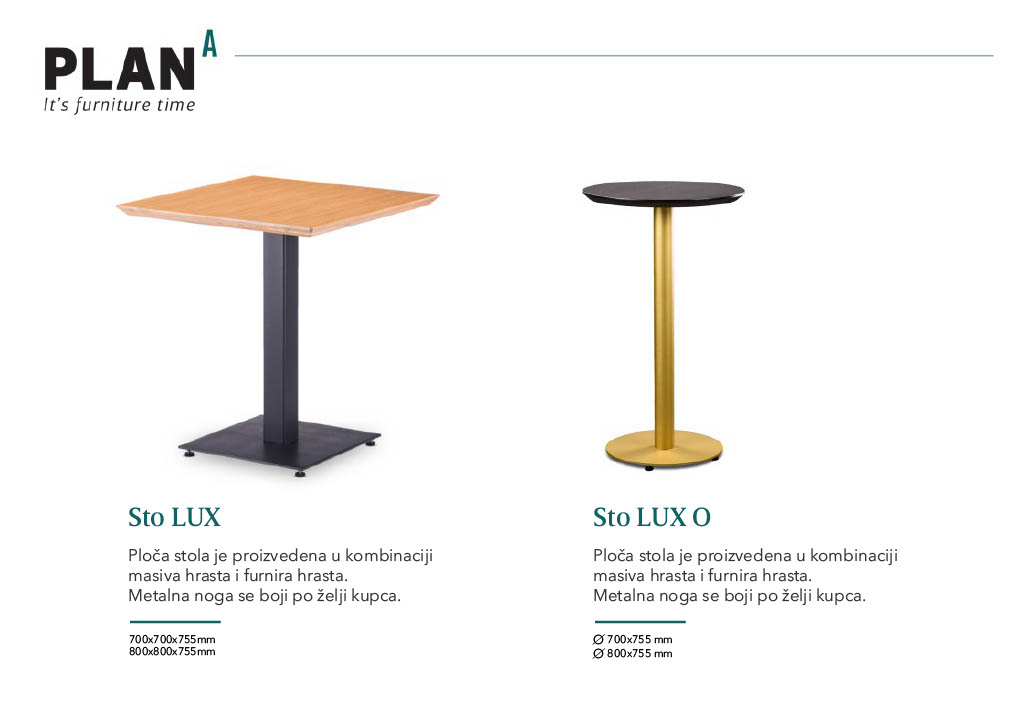 PLAN A
It's furniture time
Sto LUX
Ploča stola je proizvedena u kombinaciji
masiva hrasta i furnira hrasta.
Metalna noga se boji po želji kupca.
700x700x755mm
800x800x755mm
Sto LUX O
Ploča stola je proizvedena u kombinaciji
masiva hrasta i furnira hrasta.
Metalna noga se boji po želji kupca.
Ø 700x755 mm
Ø 800x755 mm